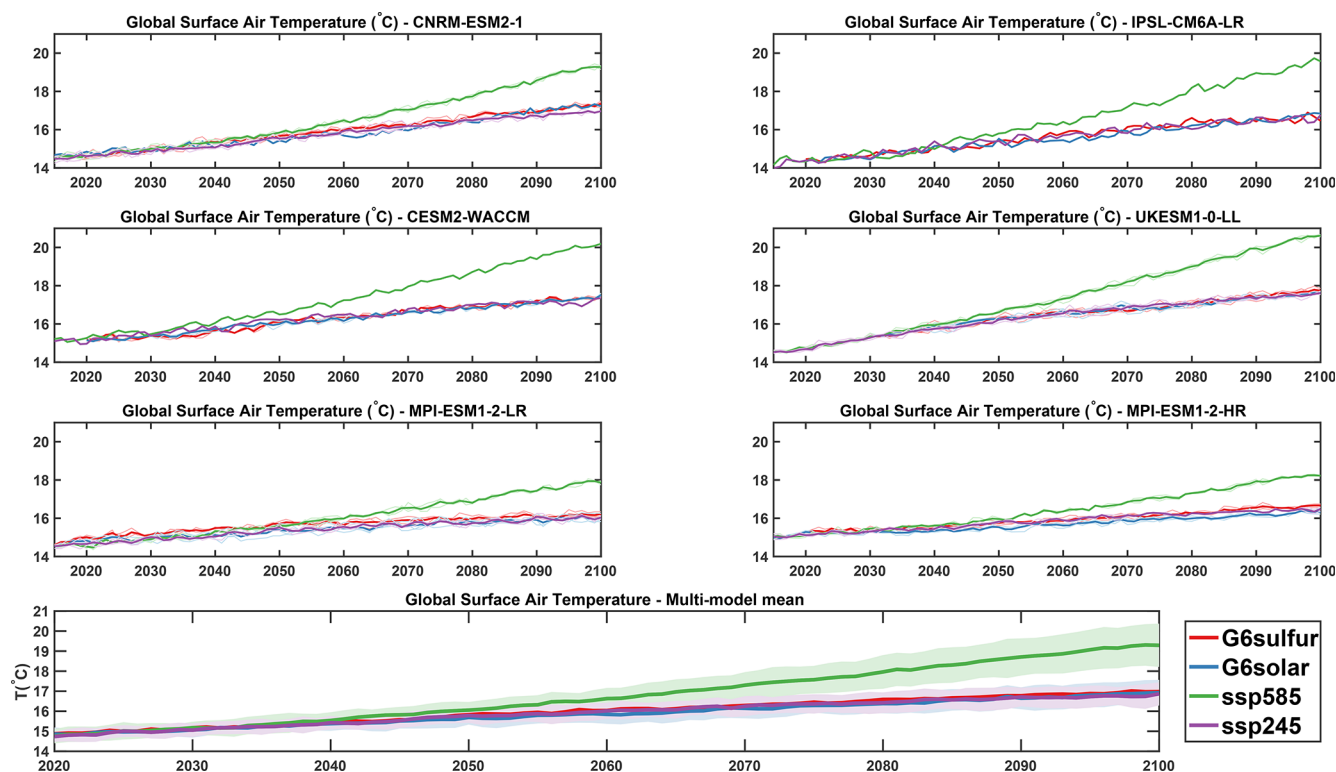 Global Surface Air Temperature (°C) - CNRM-ESM2-1
20
18
16
14
2020 2030 2040 2050 2060 2070 2080 2090 2100
Global Surface Air Temperature (°C) - IPSL-CM6A-LR
20
18
16
14
2020 2030 2040 2050 2060 2070 2080 2090 2100
Global Surface Air Temperature (°C) - CESM2-WACCM
20
18
16
14
2020 2030 2040 2050 2060 2070 2080 2090 2100
Global Surface Air Temperature (°C) - UKESM1-0-LL
20
18
16
14
2020 2030 2040 2050 2060 2070 2080 2090 2100
Global Surface Air Temperature (°C) - MPI-ESM1-2-LR
20
18
16
14
2020 2030 2040 2050 2060 2070 2080 2090 2100
Global Surface Air Temperature (°C) - MPI-ESM1-2-HR
20
18
16
14
2020 2030 2040 2050 2060 2070 2080 2090 2100
Global Surface Air Temperature - Multi-model mean
T(°C)
21
20
19
18
17
16
15
14
2020 2030 2040 2050 2060 2070 2080 2090 2100
G6sulfur
G6solar
ssp585
ssp245